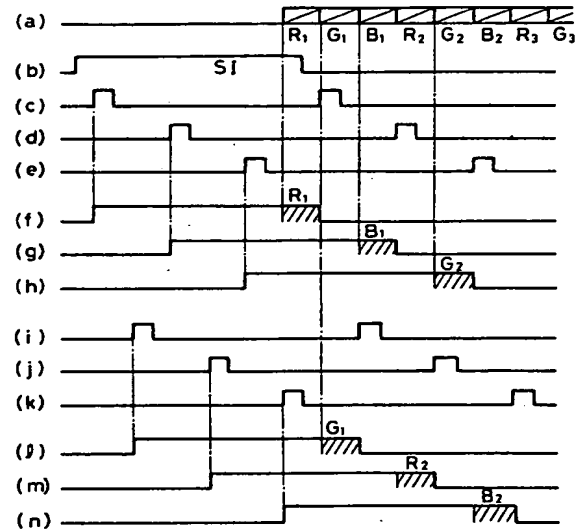 (a)
R1 G1 B1 R2 G2 B2 R3 G3
(b) SI
(c)
(d)
(e)
(f) R1
(g) B1
(h) G2
(i)
(j)
(k)
(l) G1
(m) R2
(n) B2